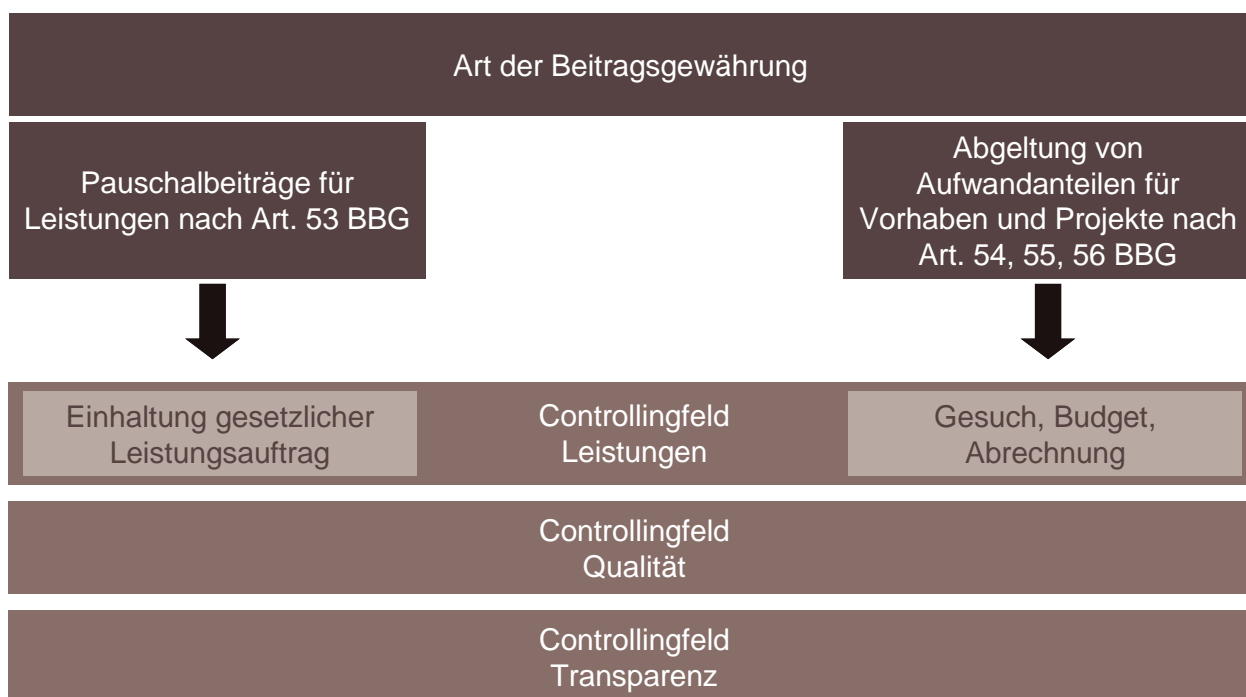 Art der Beitragsgewährung
Pauschalbeiträge für
Leistungen nach Art. 53 BBG
Abgeltung von
Aufwandanteilen für
Vorhaben und Projekte nach
Art. 54, 55, 56 BBG
Einhaltung gesetzlicher
Leistungsauftrag
Controllingfeld
Leistungen
Gesuch, Budget,
Abrechnung
Controllingfeld
Qualität
Controllingfeld
Transparenz